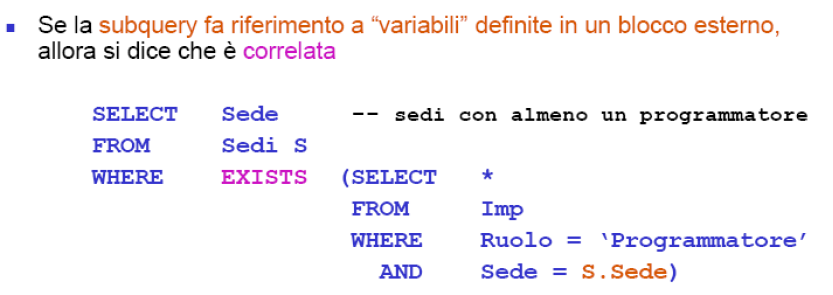 Se la subquery fa riferimento a “variabili” definite in un blocco esterno,
allora si dice che è correlata
SELECT Sede -- sedi con almeno un programmatore
FROM Sedi S
WHERE EXISTS (SELECT *
FROM Imp
WHERE Ruolo = ‘Programmatore’
AND Sede = S.Sede)